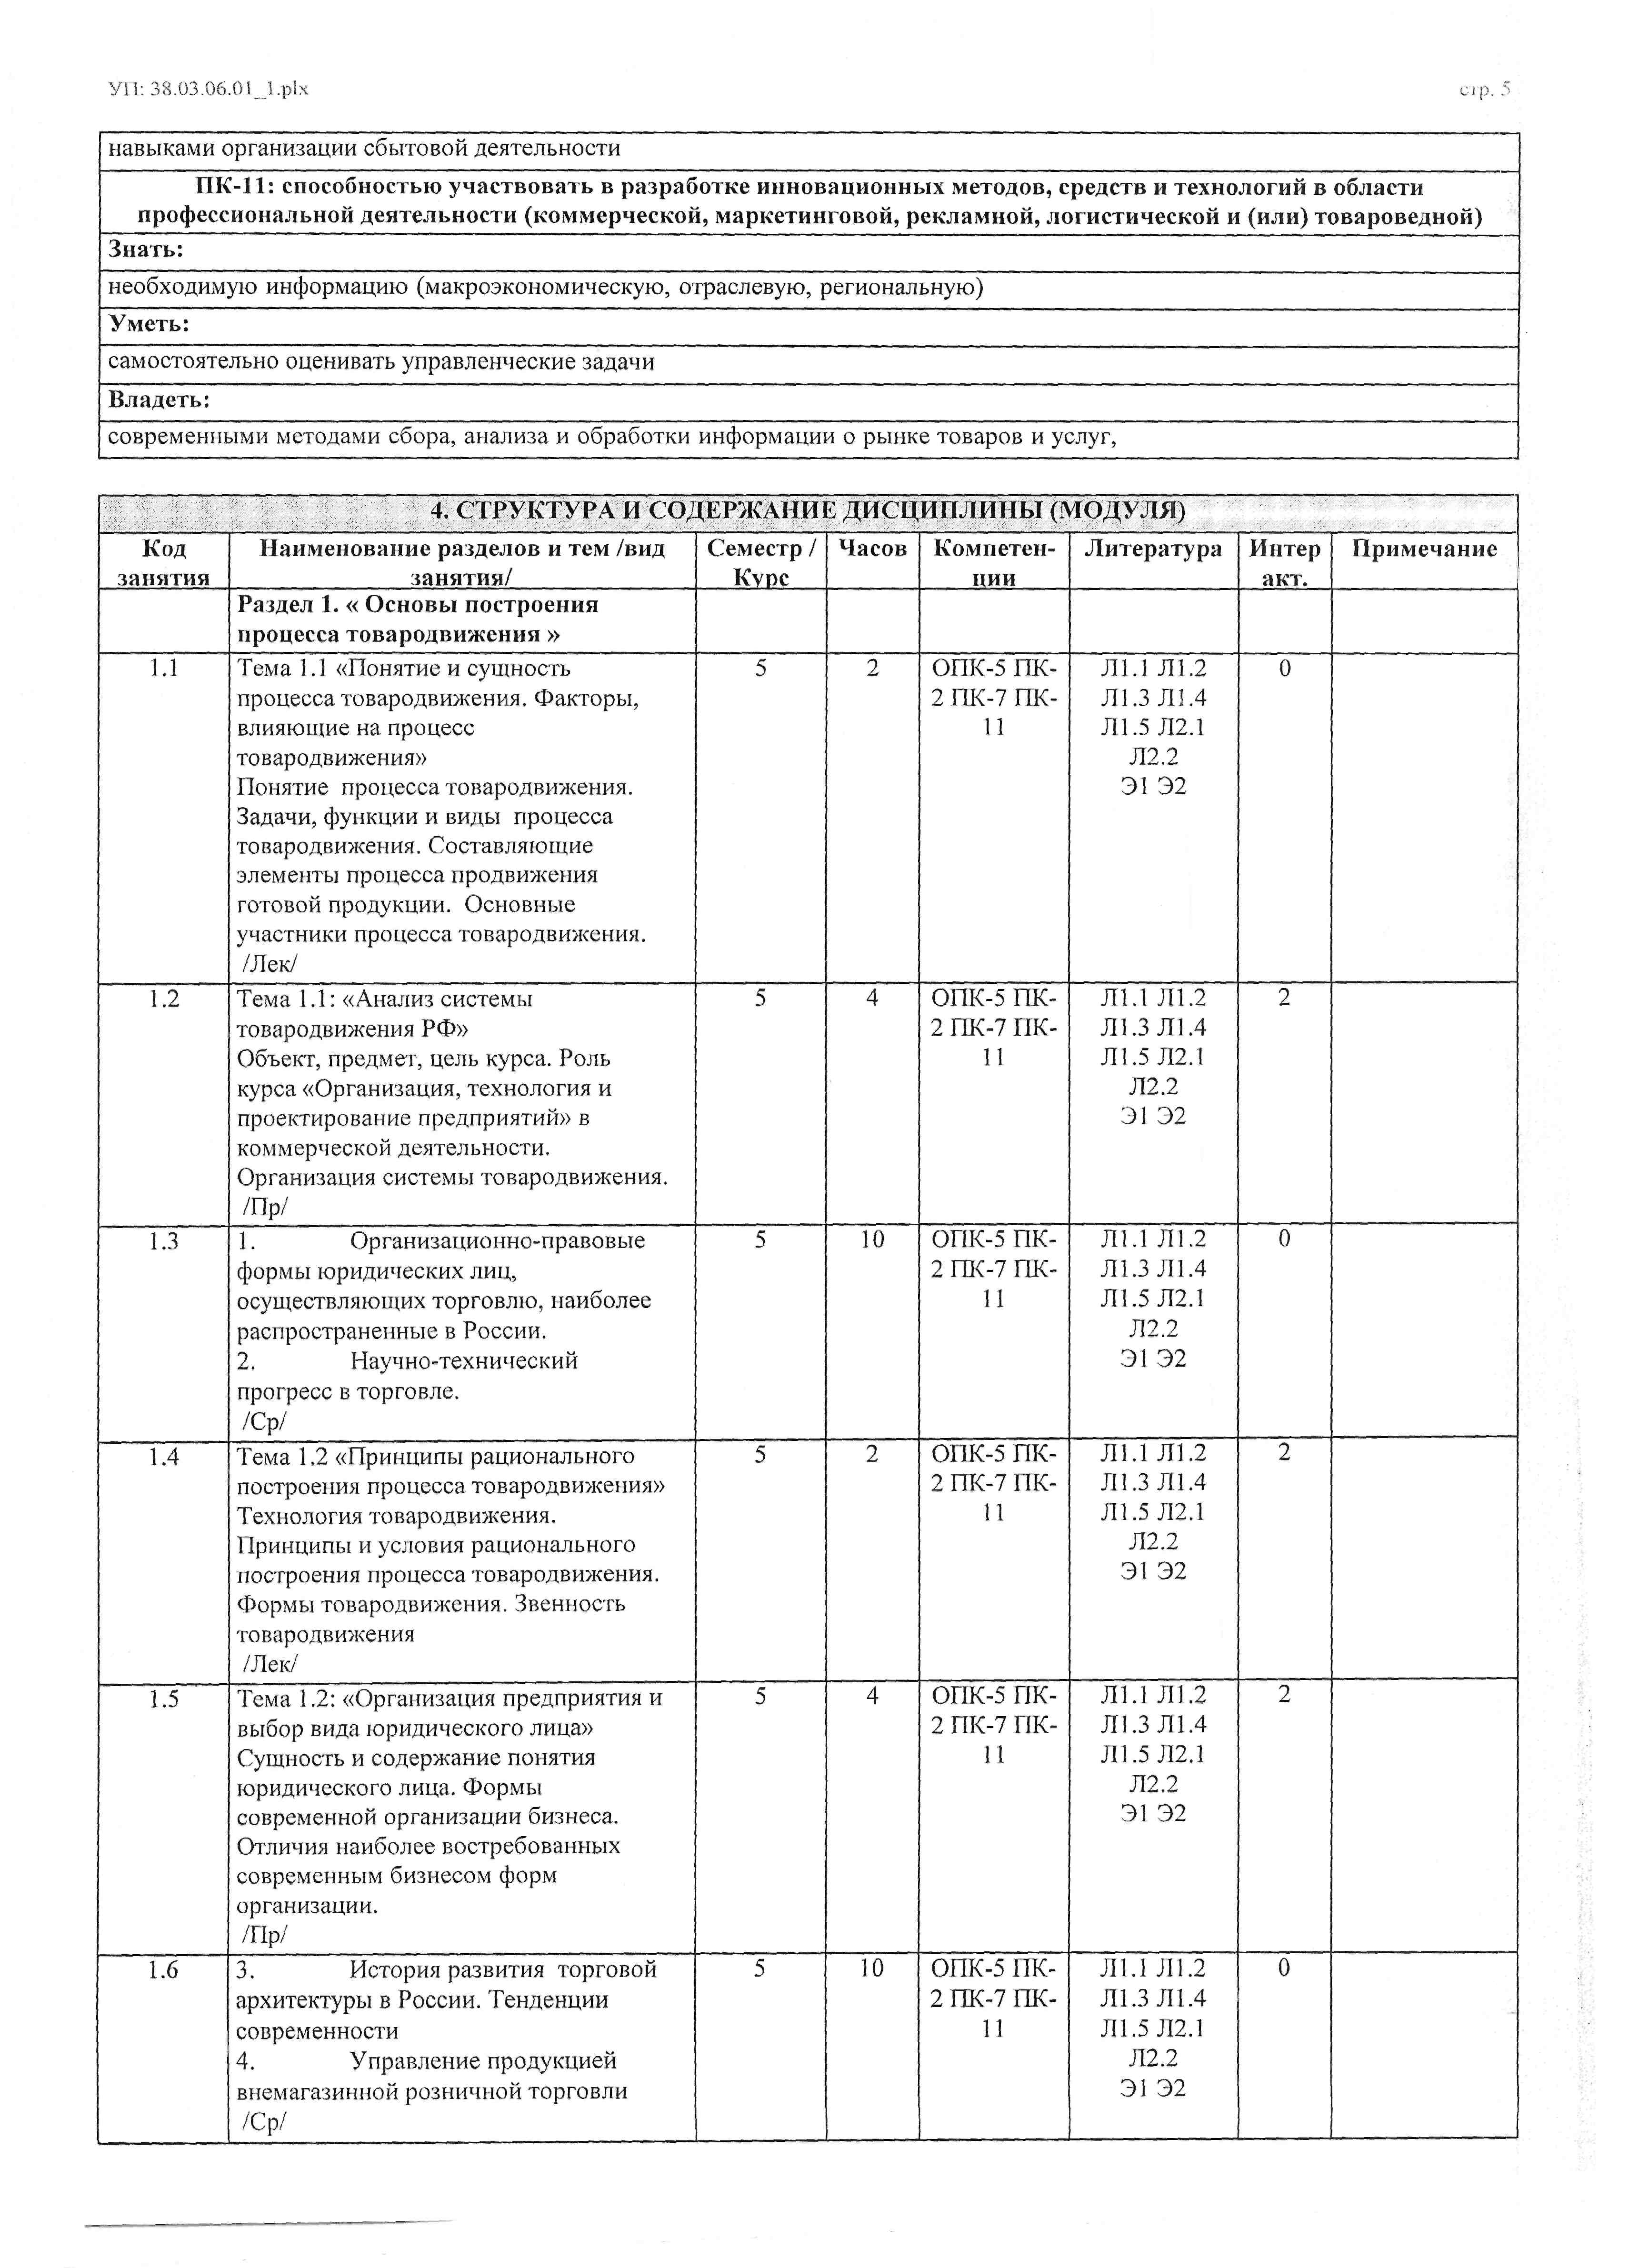 УП: 38.03.06.01_1.plx
стр. 5
навыками организации сбытовой деятельности
ПК-11: способностью участвовать в разработке инновационных методов, средств и технологий в области
профессиональной деятельности (коммерческой, маркетинговой, рекламной, логистической и (или) товароведной)
Знать:
необходимую информацию (макроэкономическую, отраслевую, региональную)
Уметь:
самостоятельно оценивать управленческие задачи
Владеть:
современными методами сбора, анализа и обработки информации о рынке товаров и услуг,
4. СТРУКТУРА И СОДЕРЖАНИЕ ДИСЦИПЛИНЫ (МОДУЛЯ)
Код
занятия
Наименование разделов и тем /вид
занятия/
Семестр /
Курс
Часов
Компетен-
ции
Литература
Интер
акт.
Примечание
Раздел 1. « Основы построения
процесса товародвижения »
1.1
Тема 1.1 «Понятие и сущность
процесса товародвижения. Факторы,
влияющие на процесс
товародвижения»
Понятие процесса товародвижения.
Задачи, функции и виды процесса
товародвижения. Составляющие
элементы процесса продвижения
готовой продукции. Основные
участники процесса товародвижения.
/Лек/
5
2
ОПК-5 ПК-
2 ПК-7 ПК-
11
Л1.1 Л1.2
Л1.3 Л1.4
Л1.5 Л2.1
Л2.2
Э1 Э2
0
1.2
Тема 1.1: «Анализ системы
товародвижения РФ»
Объект, предмет, цель курса. Роль
курса «Организация, технология и
проектирование предприятий» в
коммерческой деятельности.
Организация системы товародвижения.
/Пр/
5
4
ОПК-5 ПК-
2 ПК-7 ПК-
11
Л1.1 Л1.2
Л1.3 Л1.4
Л1.5 Л2.1
Л2.2
Э1 Э2
2
1.3
1. Организационно-правовые
формы юридических лиц,
осуществляющих торговлю, наиболее
распространенные в России.
2. Научно-технический
прогресс в торговле.
/Ср/
5
10
ОПК-5 ПК-
2 ПК-7 ПК-
11
Л1.1 Л1.2
Л1.3 Л1.4
Л1.5 Л2.1
Л2.2
Э1 Э2
0
1.4
Тема 1.2 «Принципы рационального
построения процесса товародвижения»
Технология товародвижения.
Принципы и условия рационального
построения процесса товародвижения.
Формы товародвижения. Звенность
товародвижения
/Лек/
5
2
ОПК-5 ПК-
2 ПК-7 ПК-
11
Л1.1 Л1.2
Л1.3 Л1.4
Л1.5 Л2.1
Л2.2
Э1 Э2
2
1.5
Тема 1.2: «Организация предприятия и
выбор вида юридического лица»
Сущность и содержание понятия
юридического лица. Формы
современной организации бизнеса.
Отличия наиболее востребованных
современным бизнесом форм
организации.
/Пр/
5
4
ОПК-5 ПК-
2 ПК-7 ПК-
11
Л1.1 Л1.2
Л1.3 Л1.4
Л1.5 Л2.1
Л2.2
Э1 Э2
2
1.6
3. История развития торговой
архитектуры в России. Тенденции
современности
4. Управление продукцией
внемагазинной розничной торговли
/Ср/
5
10
ОПК-5 ПК-
2 ПК-7 ПК-
11
Л1.1 Л1.2
Л1.3 Л1.4
Л1.5 Л2.1
Л2.2
Э1 Э2
0